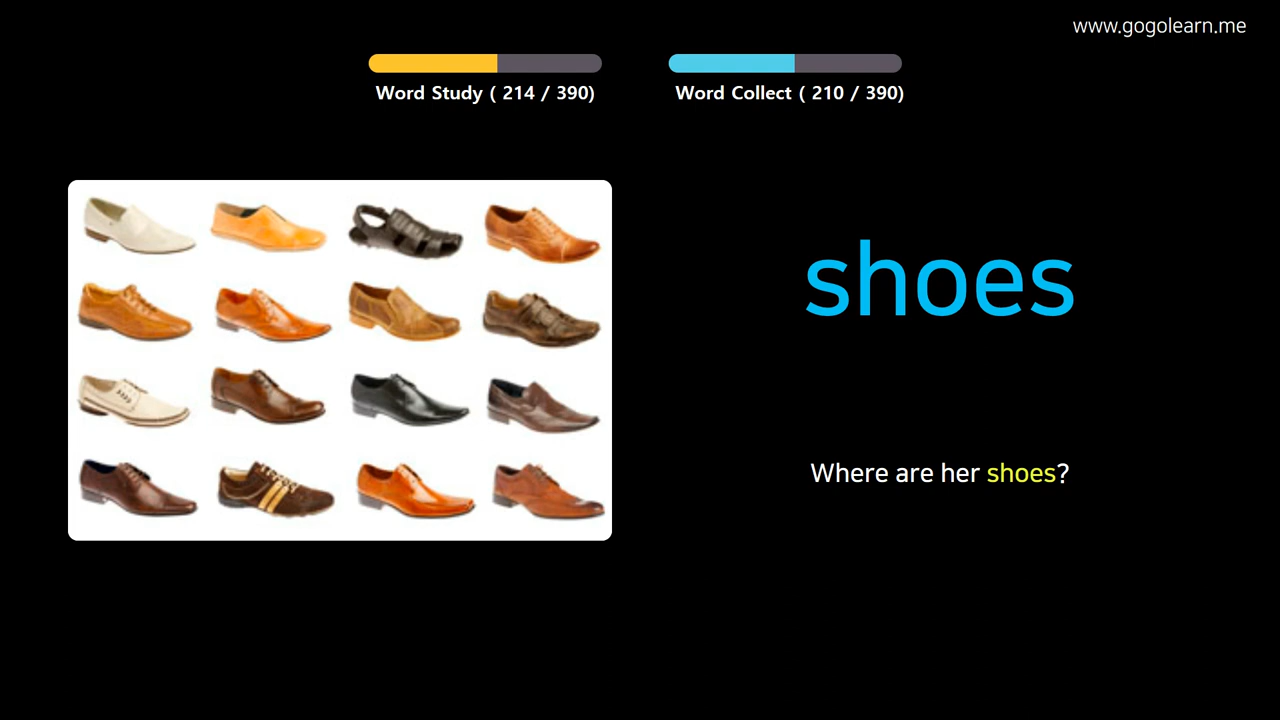 www.gogolearn.me
Word Study ( 214 / 390)
Word Collect ( 210 / 390)
shoes
Where are her shoes?